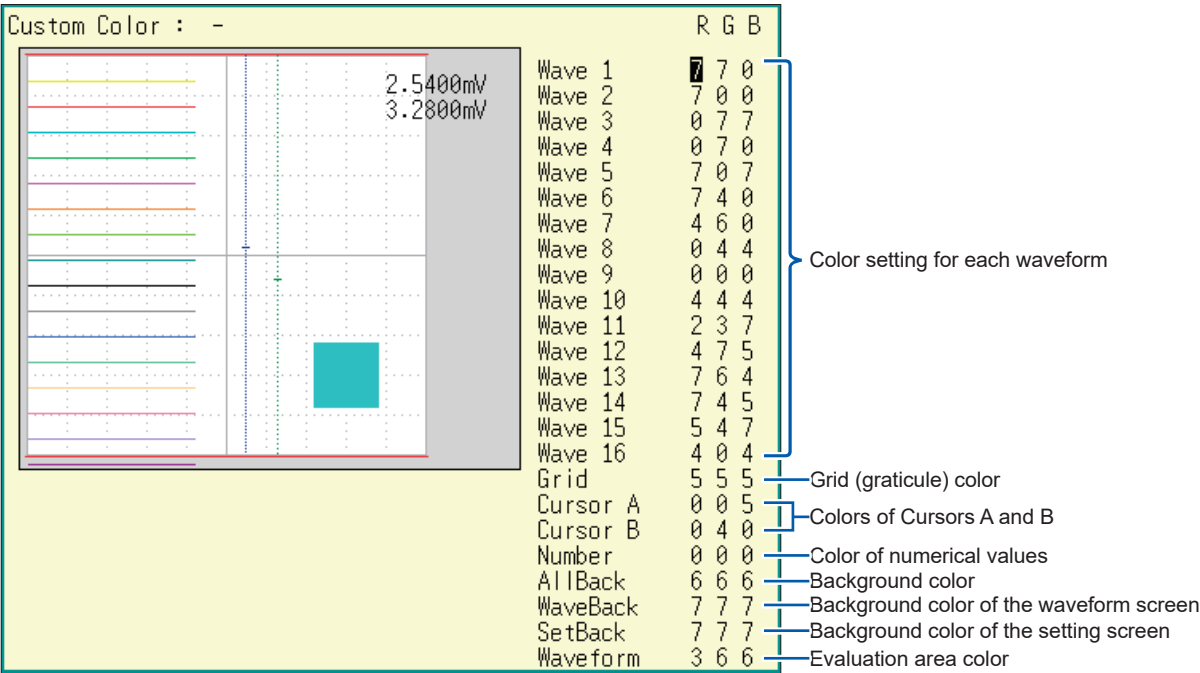 Custom Color : -
R G B
2.5400mV
3.2800mV
Wave 1 7 7 0
Wave 2 7 0 0
Wave 3 0 7 7
Wave 4 0 7 0
Wave 5 7 0 7
Wave 6 7 4 0
Wave 7 4 6 0
Wave 8 0 4 4
Wave 9 0 0 0
Wave 10 4 4 4
Wave 11 2 3 7
Wave 12 4 7 5
Wave 13 7 6 4
Wave 14 7 4 5
Wave 15 5 4 7
Wave 16 4 0 4
Color setting for each waveform
Grid 5 5 5 Grid (graticule) color
Cursor A 0 0 5
Cursor B 0 4 0
Colors of Cursors A and B
Number 0 0 0 Color of numerical values
AllBack 6 6 6 Background color
WaveBack 7 7 7 Background color of the waveform screen
SetBack 7 7 7 Background color of the setting screen
Waveform 3 6 6 Evaluation area color